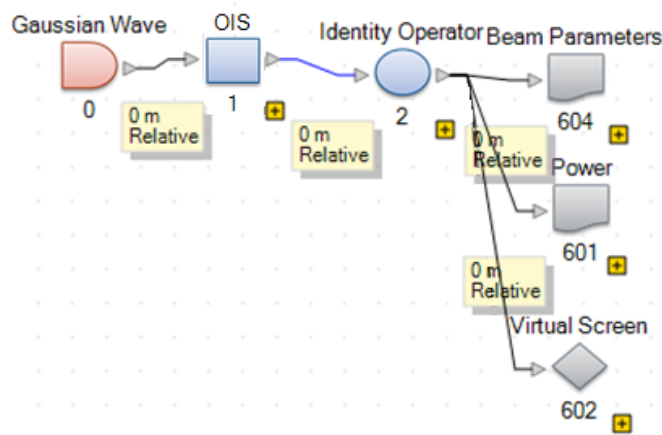 Gaussian Wave
OIS
Identity Operator
Beam Parameters
0
0 m
Relative
1
0 m
Relative
2
0 m
Relative
604
Power
601
0 m
Relative
Virtual Screen
602